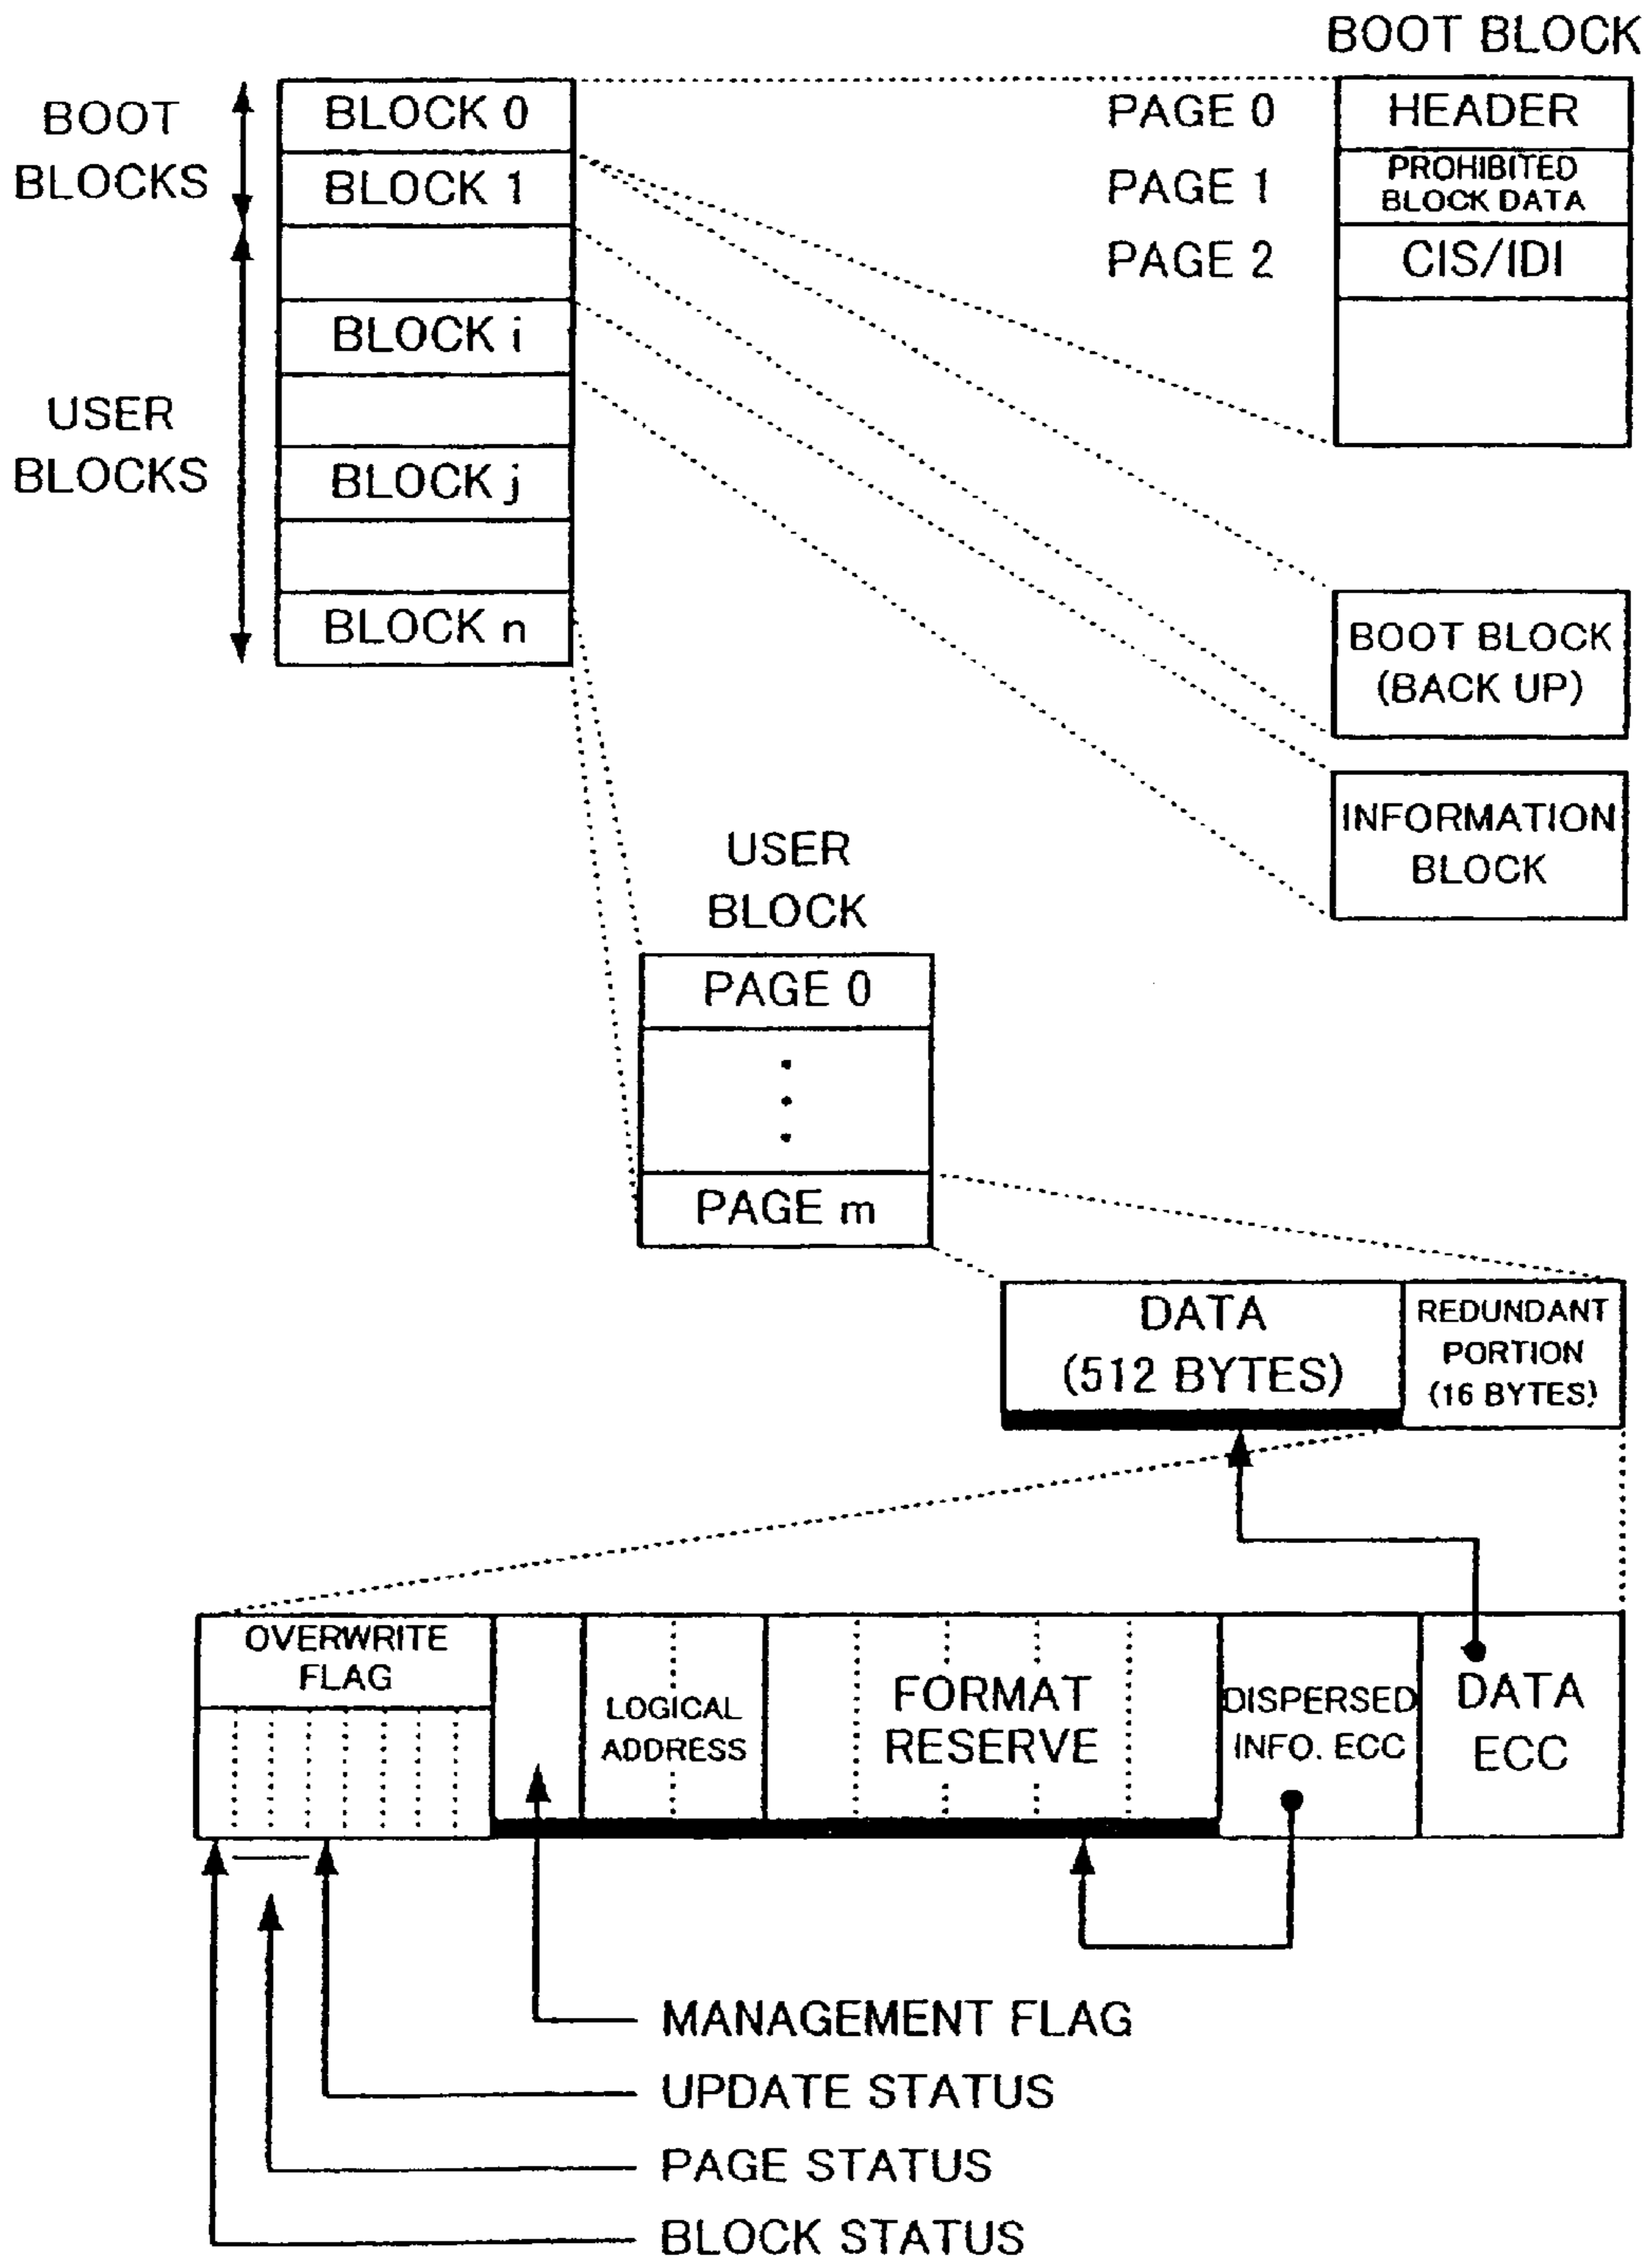 BOOT BLOCK
BOOT
BLOCKS
BLOCK 0
BLOCK 1
PAGE 0
HEADER
PAGE 1
PROHIBITED
BLOCK DATA
PAGE 2
CIS/IDI
BLOCK i
USER
BLOCKS
BLOCK j
BLOCK n
BOOT BLOCK
(BACK UP)
INFORMATION
BLOCK
USER
BLOCK
PAGE 0
PAGE m
DATA
(512 BYTES)
REDUNDANT
PORTION
(16 BYTES)
OVERWRITE
FLAG
LOGICAL
ADDRESS
FORMAT
RESERVE
DISPERSED
INFO. ECC
DATA
ECC
MANAGEMENT FLAG
UPDATE STATUS
PAGE STATUS
BLOCK STATUS